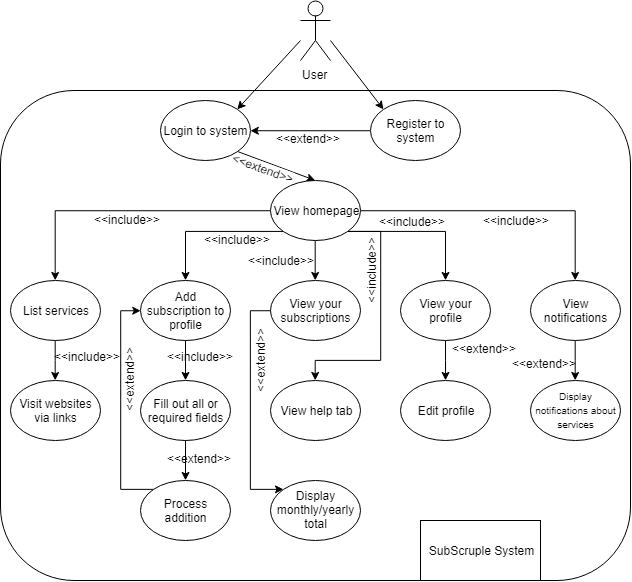 User
Login to system
Register to
system
<<extend>>
<<extend>>
View homepage
<<include>>
<<include>>
<<include>>
<<include>>
<<include>>
<<include>>
List services
Add
subscription to
profile
View your
subscriptions
View your
profile
View
notifications
<<include>>
<<include>>
<<extend>>
<<extend>>
<<extend>>
<<extend>>
Visit websites
via links
Fill out all or
required fields
View help tab
Edit profile
Display
notifications about
services
<<extend>>
Process
addition
Display
monthly/yearly
total
SubScruple System